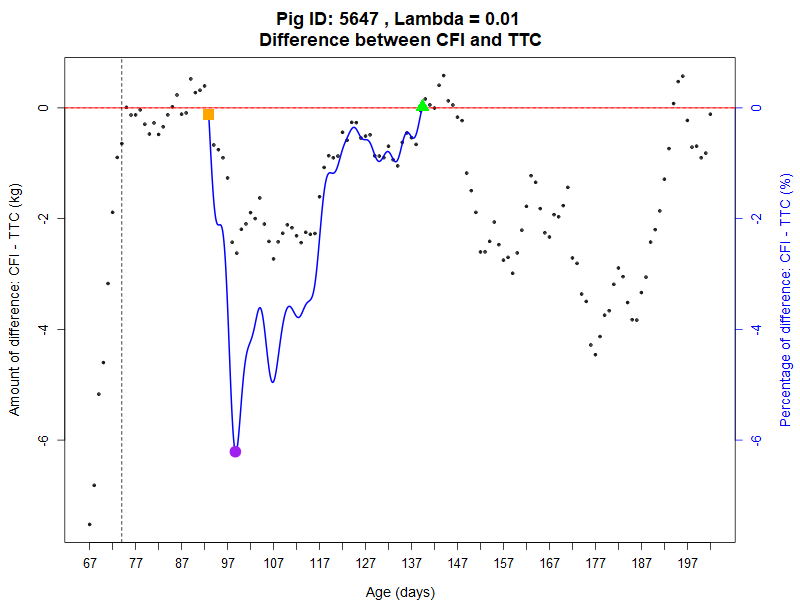 Pig ID: 5647 , Lambda = 0.01
Difference between CFI and TTC
Amount of difference: CFI - TTC (kg)
0
-2
-4
-6
0
-2
-4
-6
Percentage of difference: CFI - TTC (%)
67 77 87 97 107 117 127 137 147 157 167 177 187 197
Age (days)